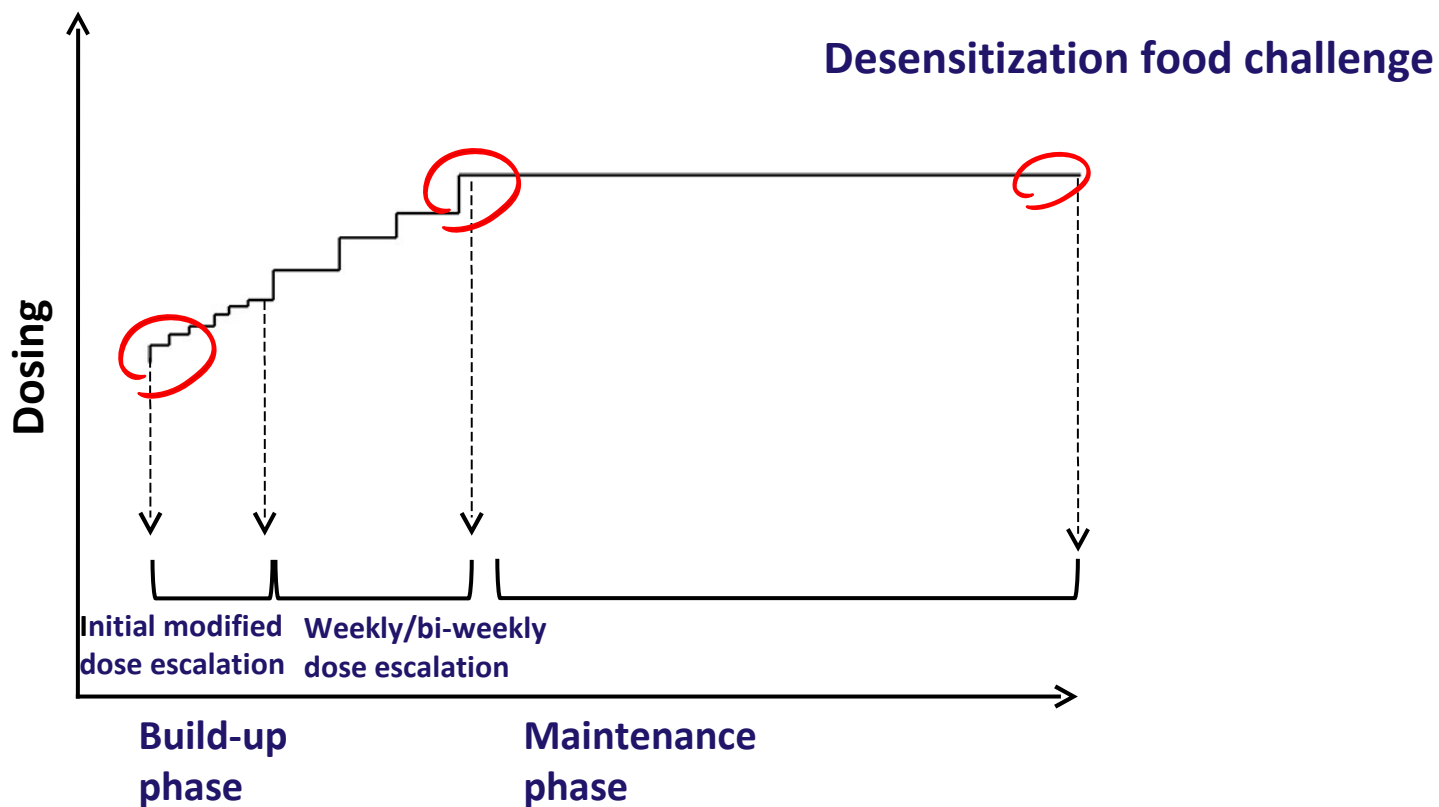 Desensitization food challenge
Dosing
Initial modified
dose escalation
Weekly/bi-weekly
dose escalation
Build-up
phase
Maintenance
phase